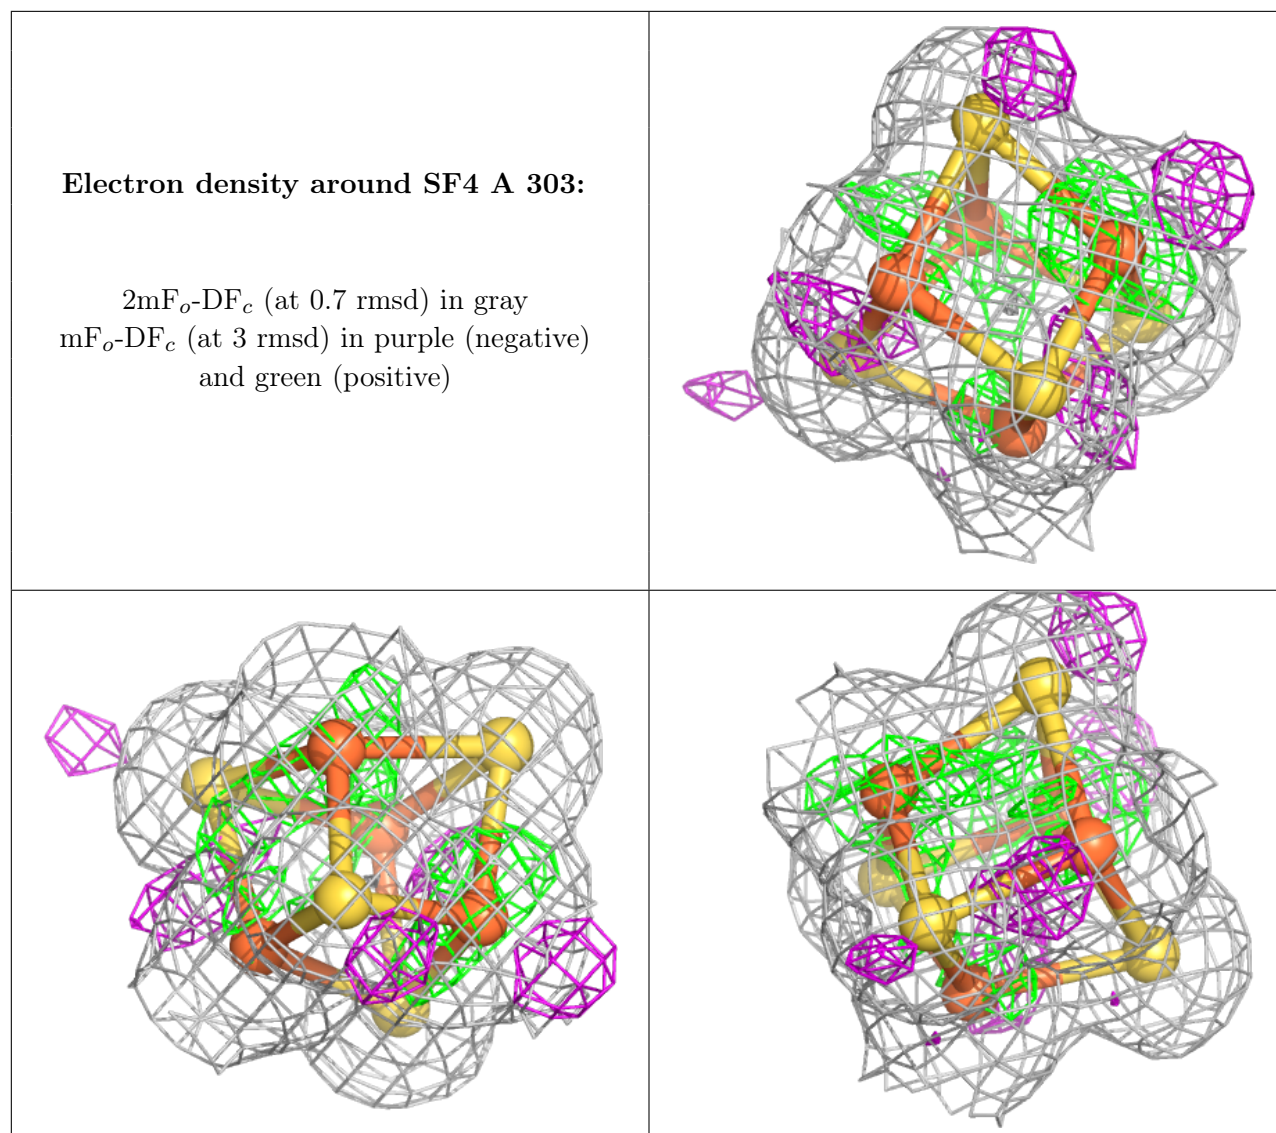 Electron density around SF4 A 303:
2mFo-DFc (at 0.7 rmsd) in gray
mFo-DFc (at 3 rmsd) in purple (negative)
and green (positive)